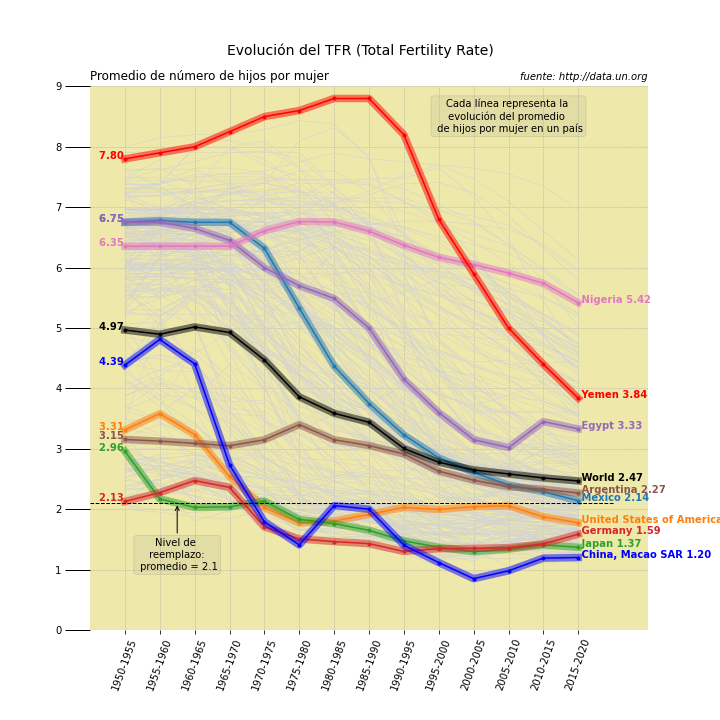 Evolución del TFR (Total Fertility Rate)
Promedio de número de hijos por mujer
fuente: http://data.un.org
Cada línea representa la
evolución del promedio
de hijos por mujer en un país
9
8
7
6
5
4
3
2
1
0
7.80
6.75
6.35
4.97
4.39
3.31
3.15
2.96
2.13
Nigeria 5.42
Yemen 3.84
Egypt 3.33
World 2.47
Argentina 2.27
Mexico 2.14
United States of America
Germany 1.59
Japan 1.37
China, Macao SAR 1.20
Nivel de
reemplazo:
promedio = 2.1
1950-1955
1955-1960
1960-1965
1965-1970
1970-1975
1975-1980
1980-1985
1985-1990
1990-1995
1995-2000
2000-2005
2005-2010
2010-2015
2015-2020